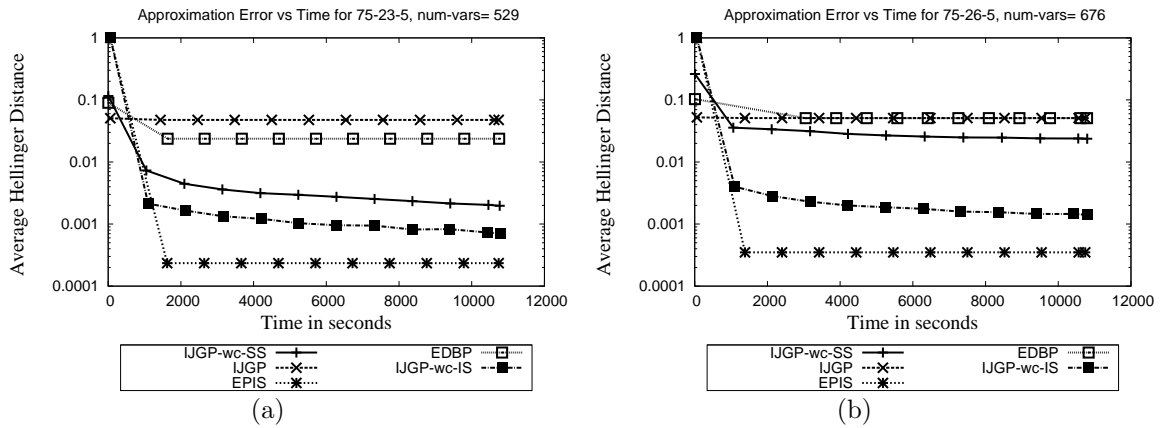 Approximation Error vs Time for 75-23-5, num-vars= 529
Average Hellinger Distance
1
0.1
0.01
0.001
0.0001
0 2000 4000 6000 8000 10000 12000
Time in seconds
IJGP-wc-SS
IJGP
EPIS
EDBP
IJGP-wc-IS
(a)
Approximation Error vs Time for 75-26-5, num-vars= 676
Average Hellinger Distance
1
0.1
0.01
0.001
0.0001
0 2000 4000 6000 8000 10000 12000
Time in seconds
IJGP-wc-SS
IJGP
EPIS
EDBP
IJGP-wc-IS
(b)